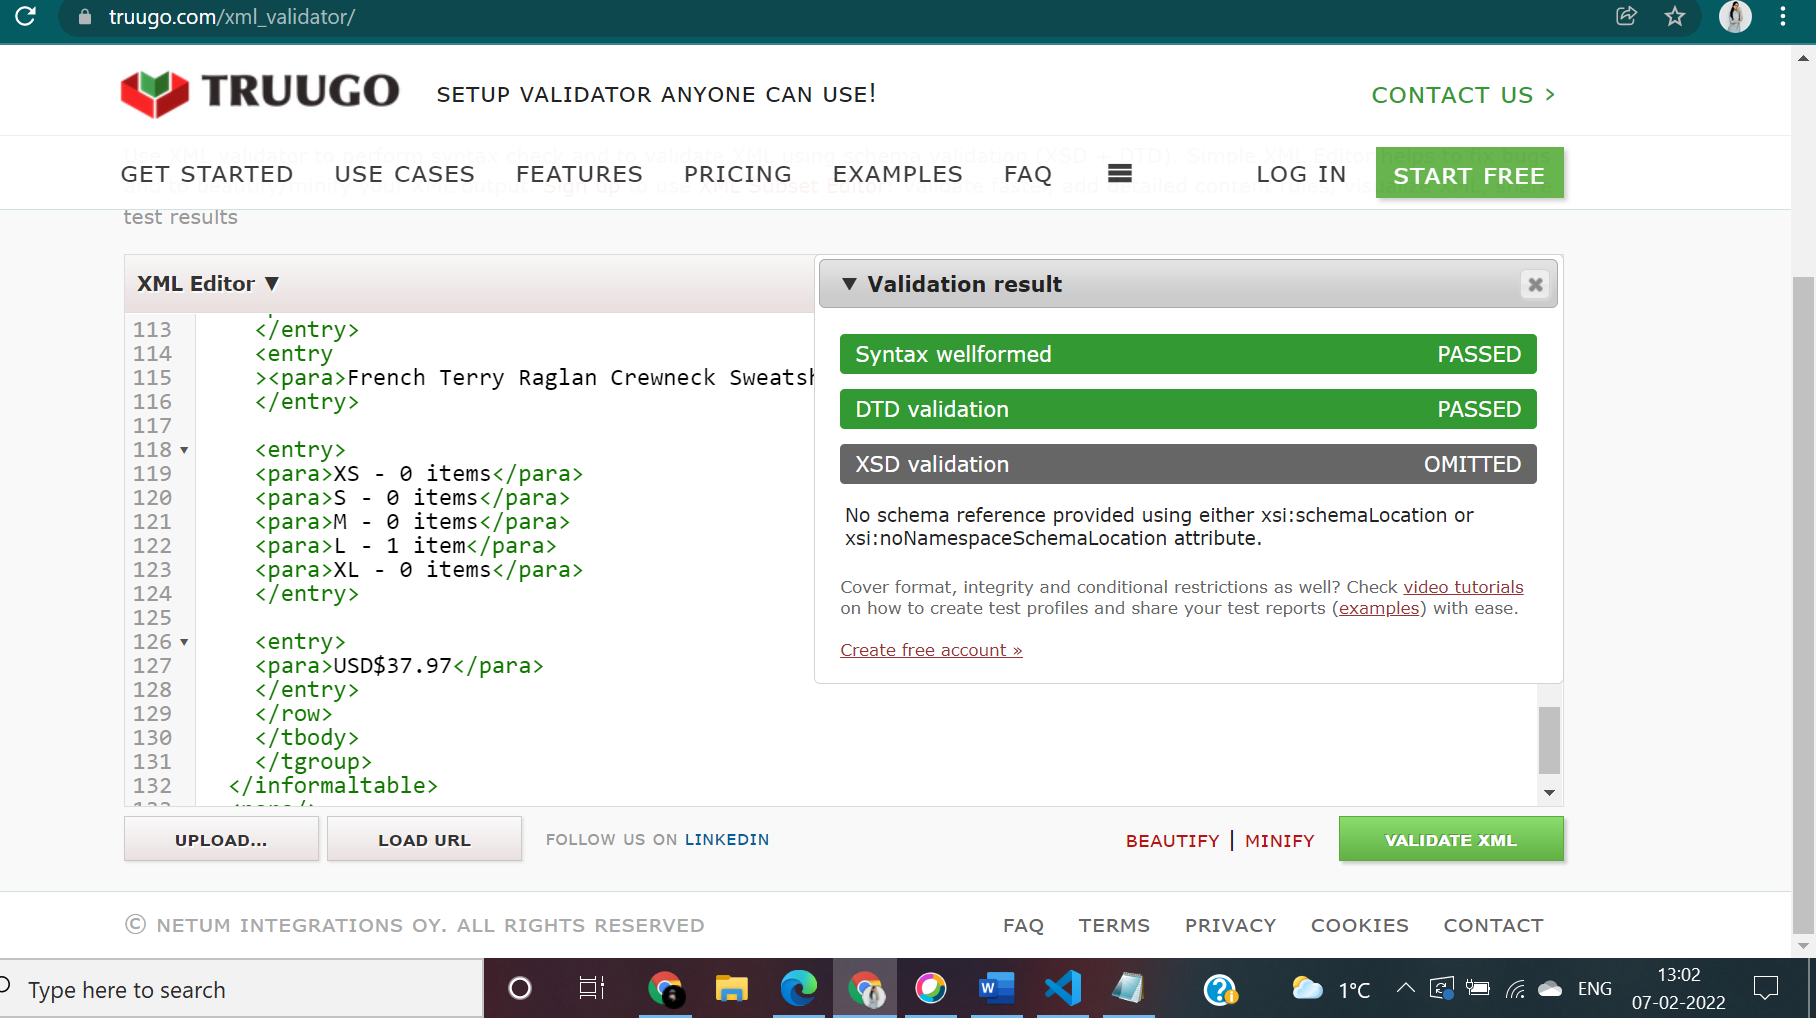 truugo.com/xml_validator/
TRUUGO
SETUP VALIDATOR ANYONE CAN USE!
CONTACT US >
GET STARTED
USE CASES
FEATURES
PRICING
EXAMPLES
FAQ
LOG IN
START FREE
test results
XML Editor ▼
113 </entry>
114 <entry
115 ><para>French Terry Raglan Crewneck Sweatsh
116 </entry>
117
118 <entry>
119 <para>XS - 0 items</para>
120 <para>S - 0 items</para>
121 <para>M - 0 items</para>
122 <para>L - 1 item</para>
123 <para>XL - 0 items</para>
124 </entry>
125
126 <entry>
127 <para>USD$37.97</para>
128 </entry>
129 </row>
130 </tbody>
131 </tgroup>
132 </informaltable>
▼ Validation result
Syntax wellformed PASSED
DTD validation PASSED
XSD validation OMITTED
No schema reference provided using either xsi:schemaLocation or
xsi:noNamespaceSchemaLocation attribute.
Cover format, integrity and conditional restrictions as well? Check video tutorials
on how to create test profiles and share your test reports (examples) with ease.
Create free account »
UPLOAD...
LOAD URL
FOLLOW US ON LINKEDIN
BEAUTIFY | MINIFY
VALIDATE XML
© NETUM INTEGRATIONS OY. ALL RIGHTS RESERVED
FAQ
TERMS
PRIVACY
COOKIES
CONTACT
Type here to search
1°C
ENG
13:02
07-02-2022